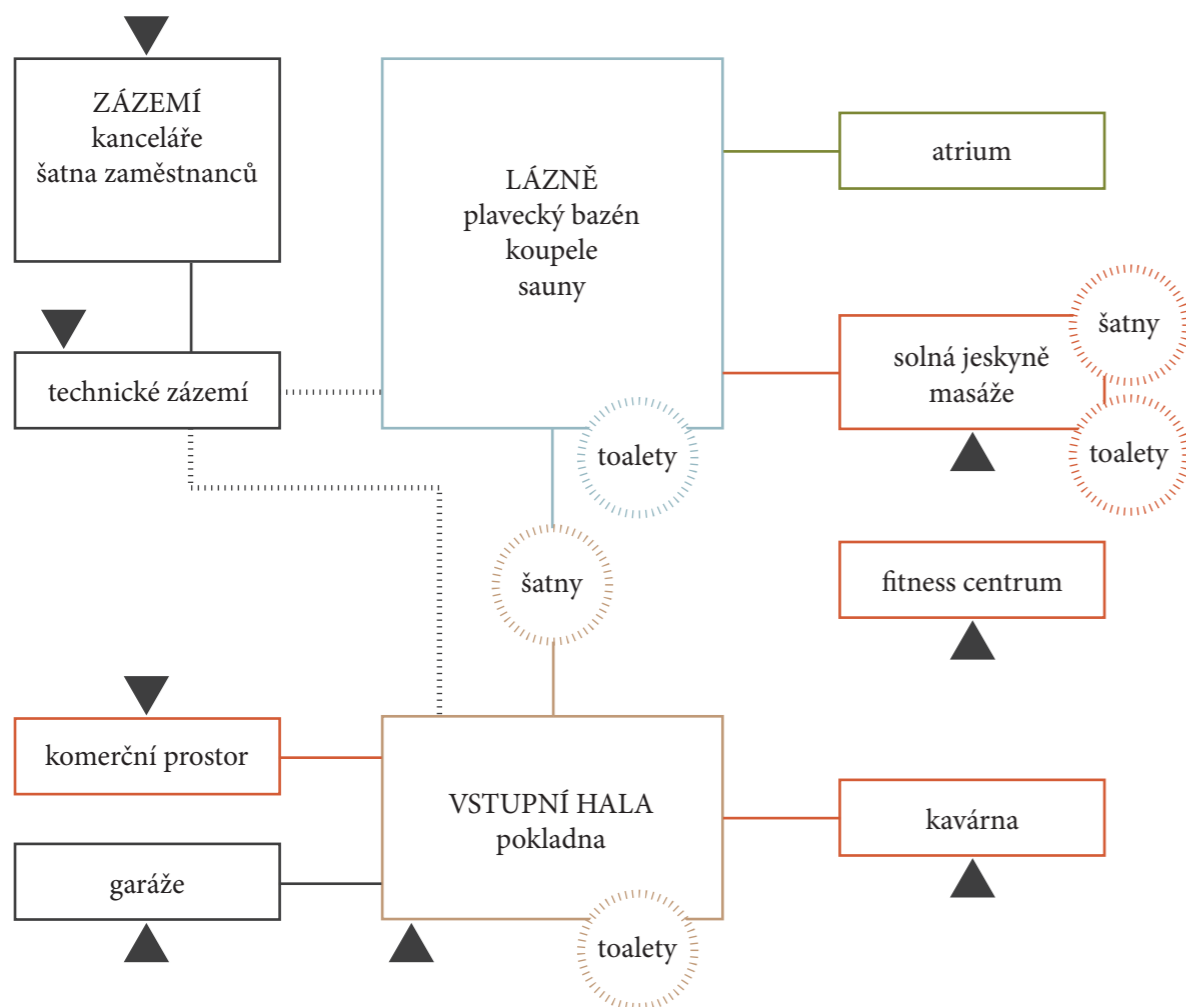 ZÁZEMÍ
kanceláře
šatna zaměstnanců
LÁZNĚ
plavecký bazén
koupele
sauny
atrium
technické zázemí
solná jeskyně
masáže
šatny
toalety
toalety
šatny
fitness centrum
komerční prostor
VSTUPNÍ HALA
pokladna
kavárna
garáže
toalety